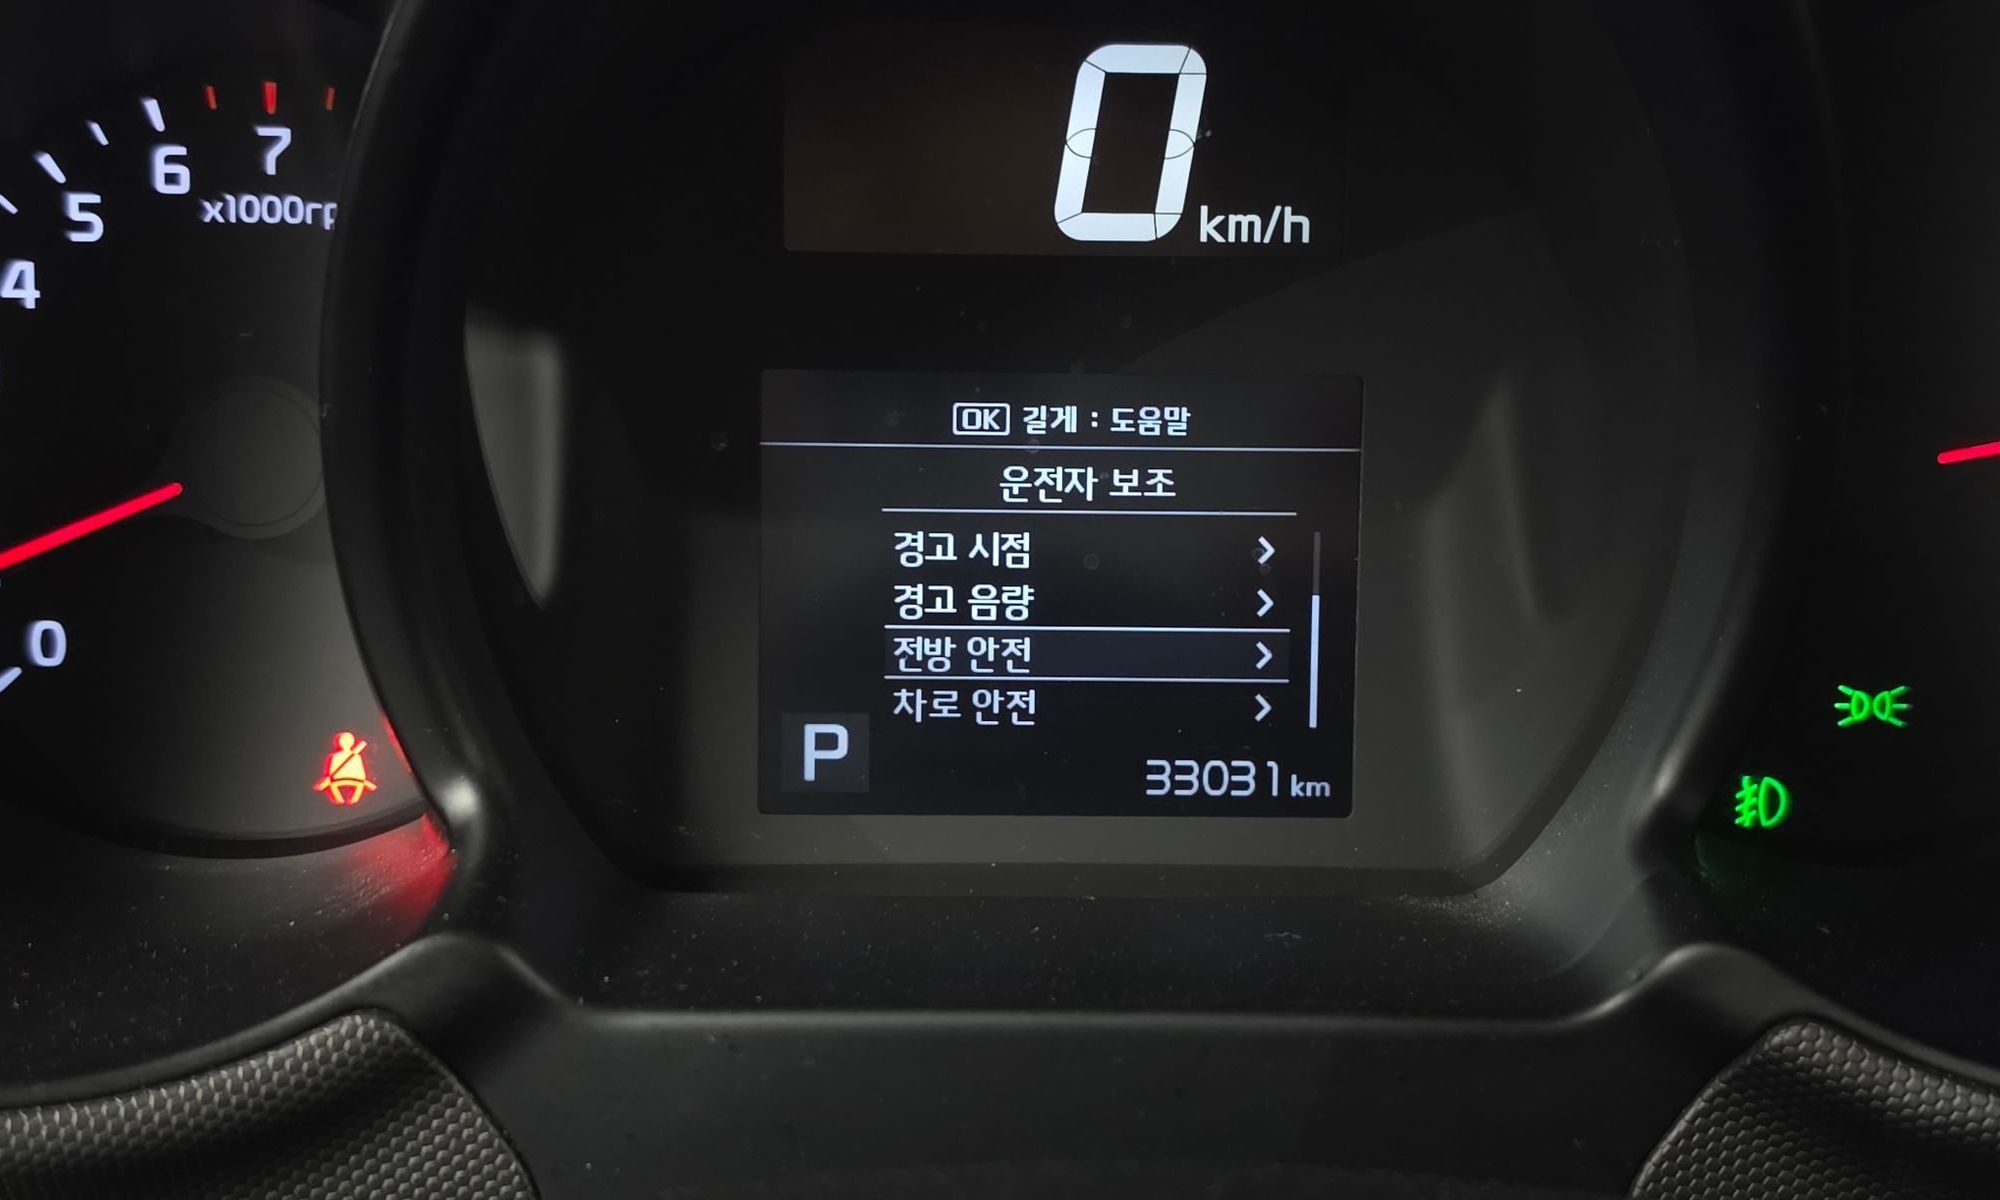 7
6
x1000r
5
4
0
0
km/h
OK 길게 : 도움말
운전자 보조
경고 시점
경고 음량
전방 안전
차로 안전
P
33031 km